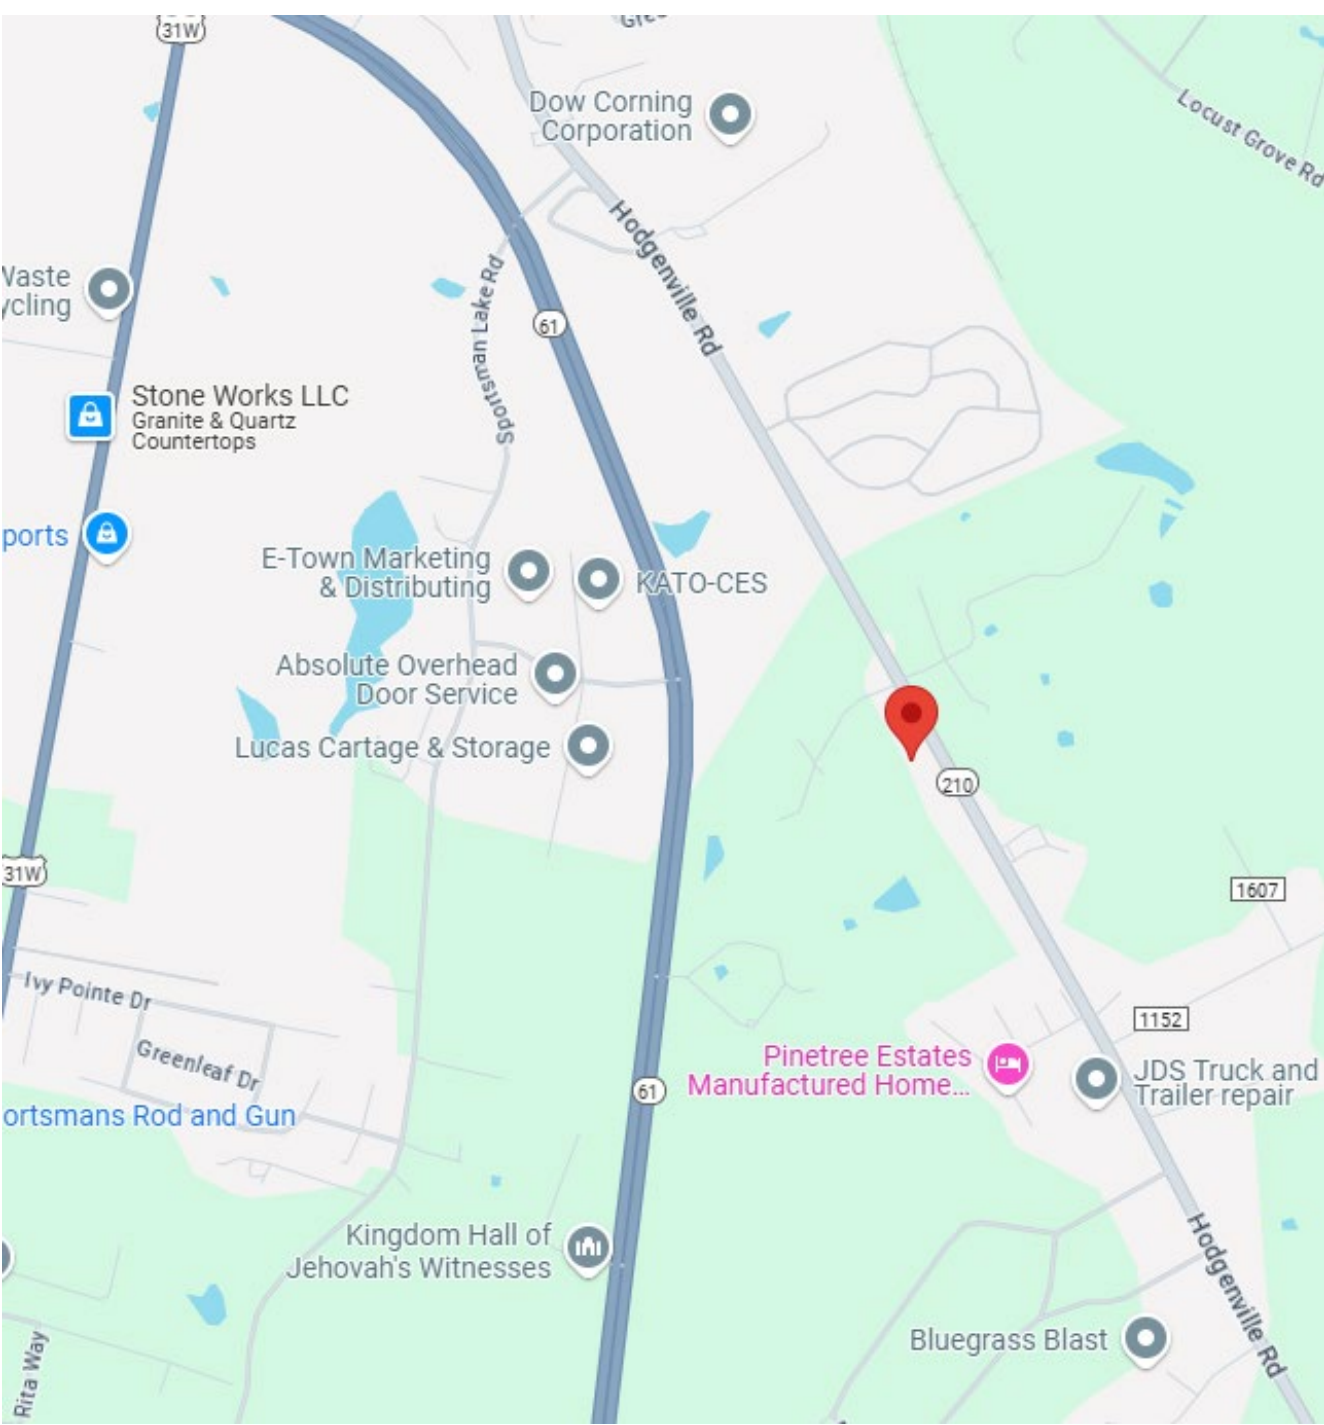 31W
Dow Corning
Corporation
Locust Grove Rd
Hodgenville Rd
Sportsman Lake Rd
61
Stone Works LLC
Granite & Quartz
Countertops
ports
E-Town Marketing
& Distributing
KATO-CES
Absolute Overhead
Door Service
Lucas Cartage & Storage
210
31W
1607
Ivy Pointe Dr
1152
Greenleaf Dr
Pinetree Estates
Manufactured Home...
JDS Truck and
Trailer repair
61
ortsmans Rod and Gun
Kingdom Hall of
Jehovah's Witnesses
Hodgenville Rd
Bluegrass Blast
Rita Way